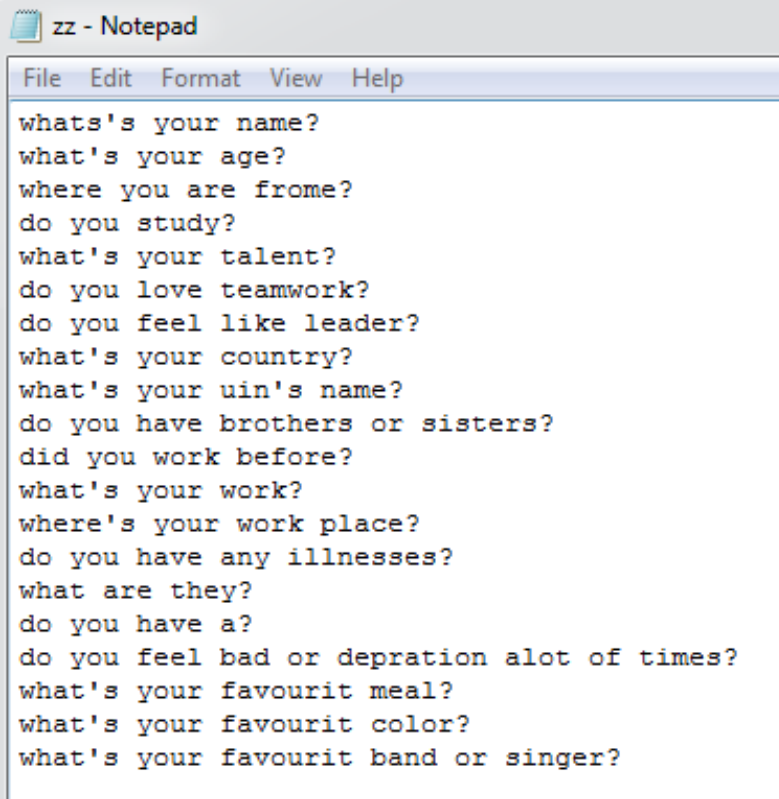 zz - Notepad
File Edit Format View Help
whats's your name?
what's your age?
where you are frome?
do you study?
what's your talent?
do you love teamwork?
do you feel like leader?
what's your country?
what's your uin's name?
do you have brothers or sisters?
did you work before?
what's your work?
where's your work place?
do you have any illnesses?
what are they?
do you have a?
do you feel bad or depration alot of times?
what's your favourit meal?
what's your favourit color?
what's your favourit band or singer?